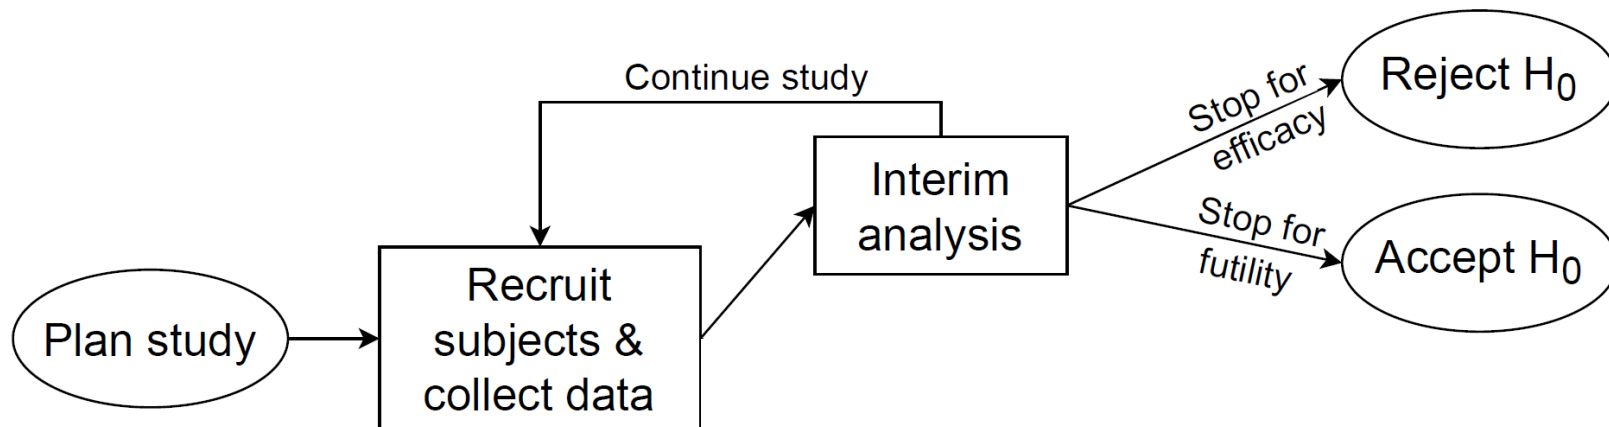 Plan study
Recruit
subjects &
collect data
Continue study
Interim
analysis
Stop for
efficacy
Reject H₀
Stop for
futility
Accept H₀